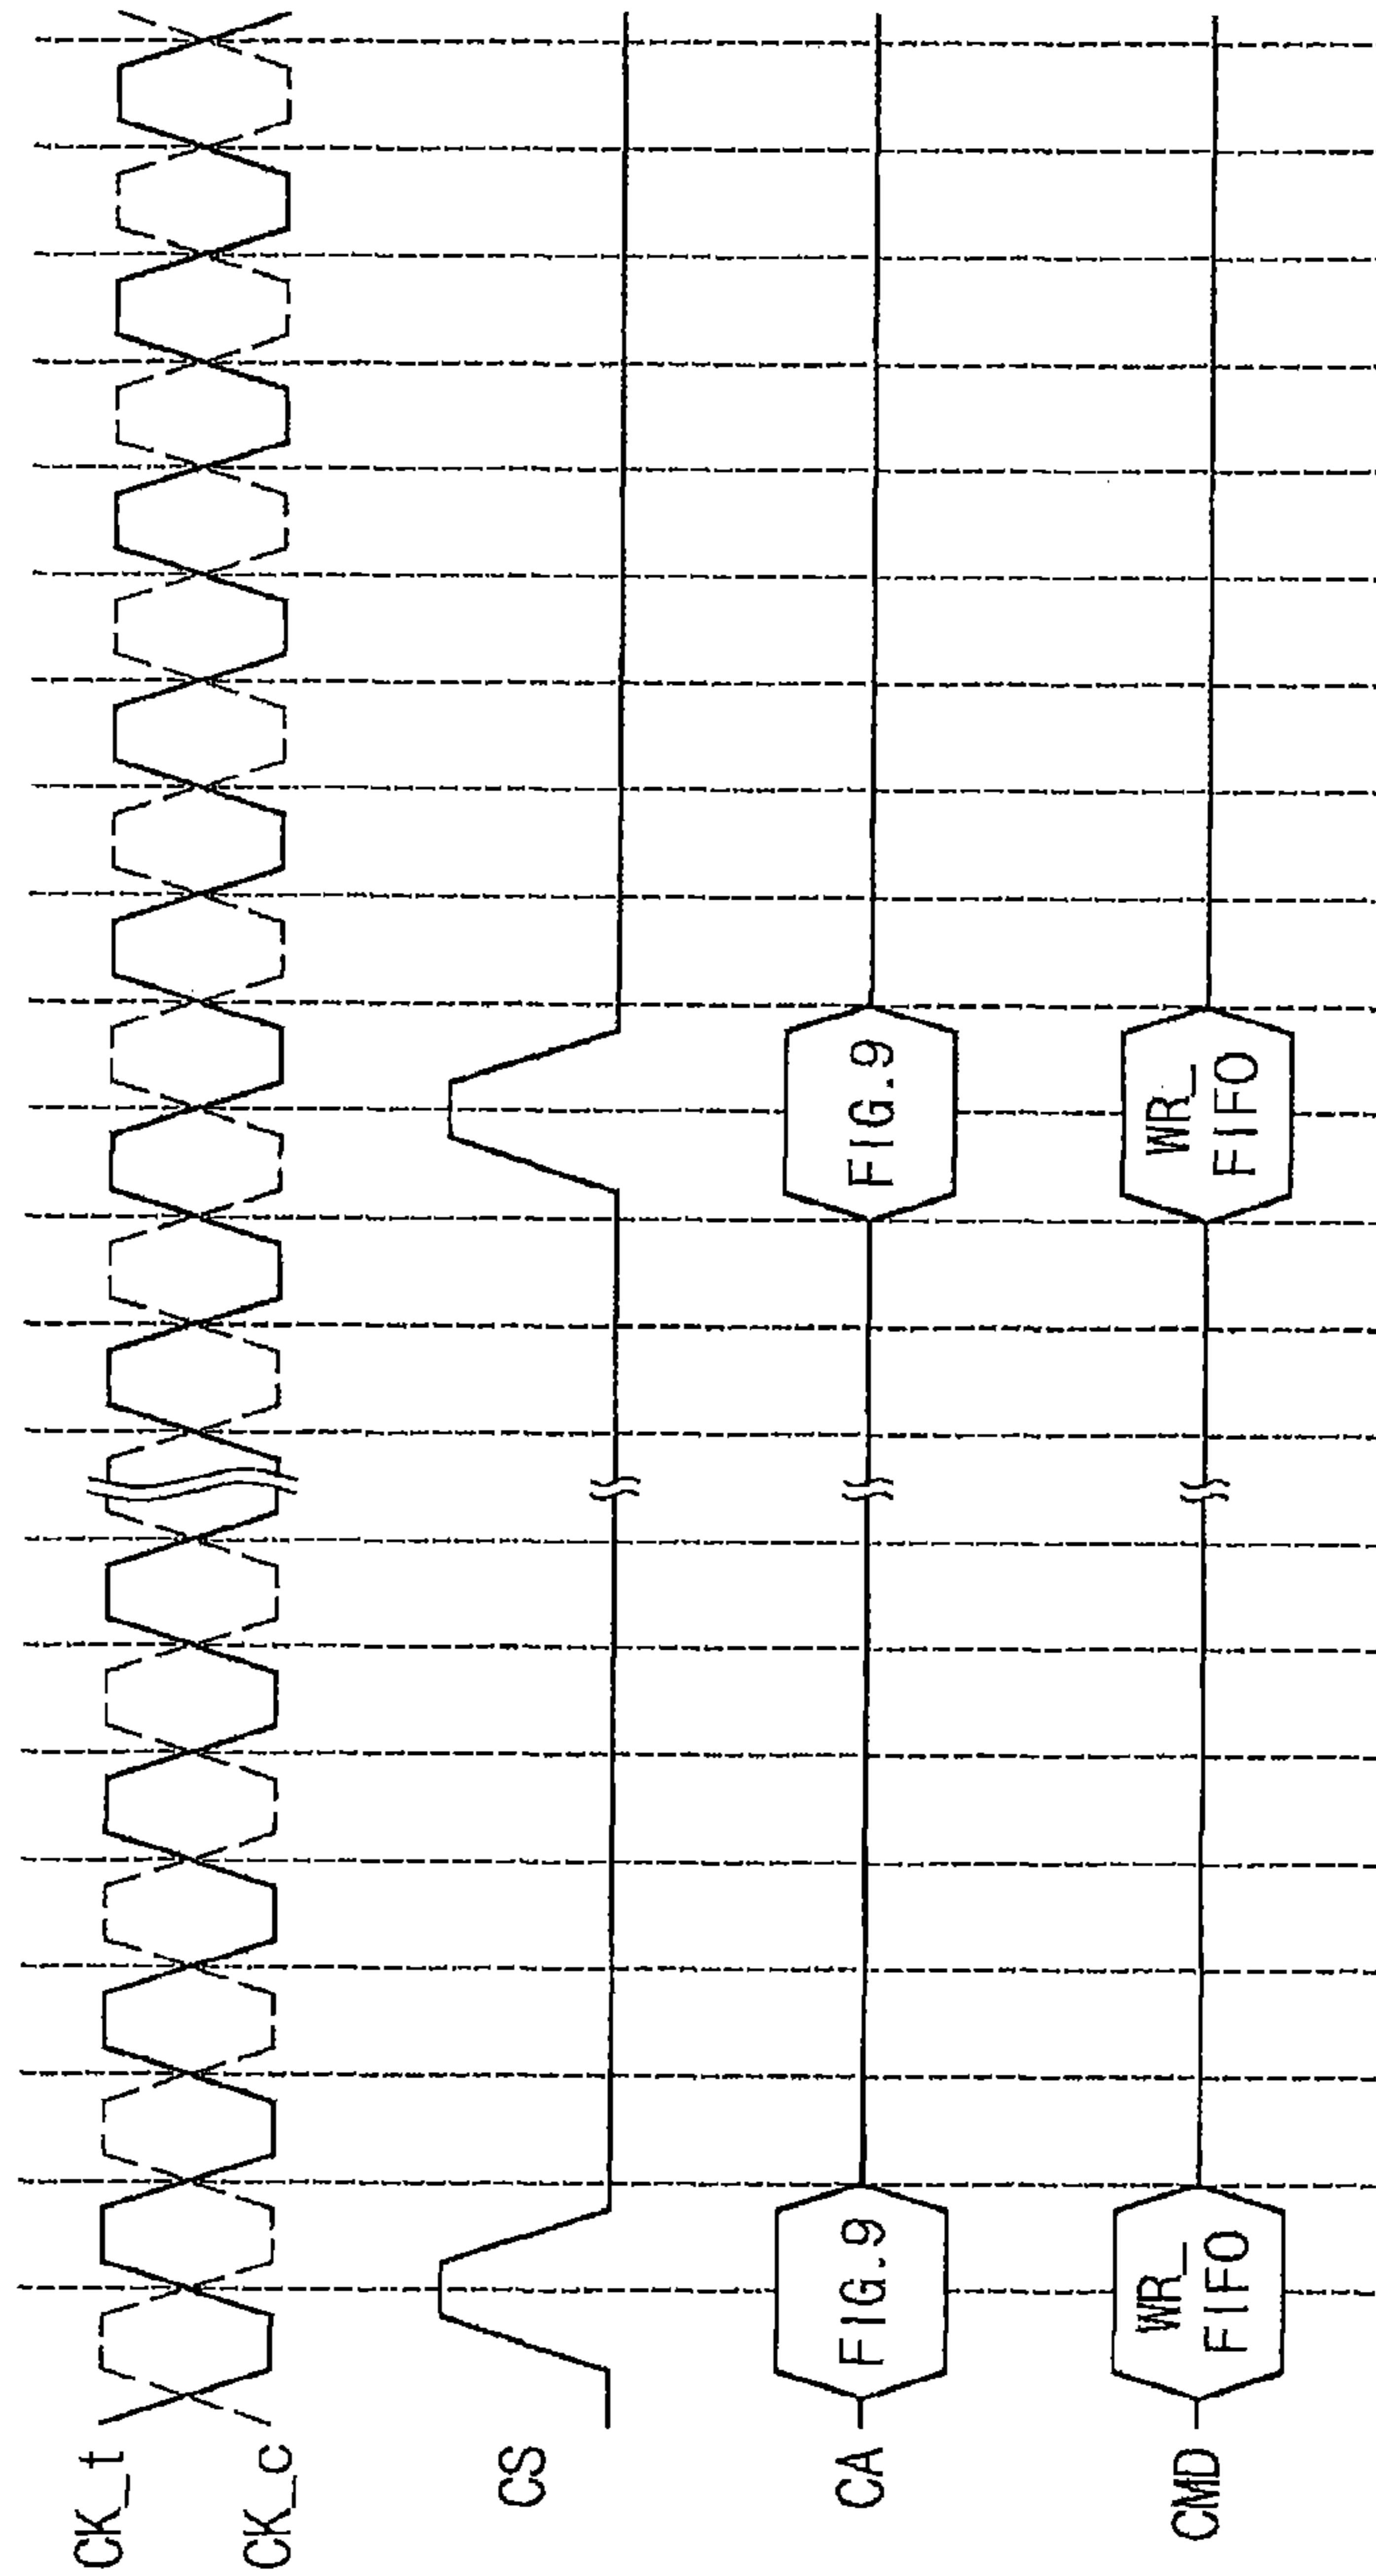 CK_t
CK_c
CS
CA
FIG.9
FIG.9
CMD
WR_
FIFO
WR_
FIFO